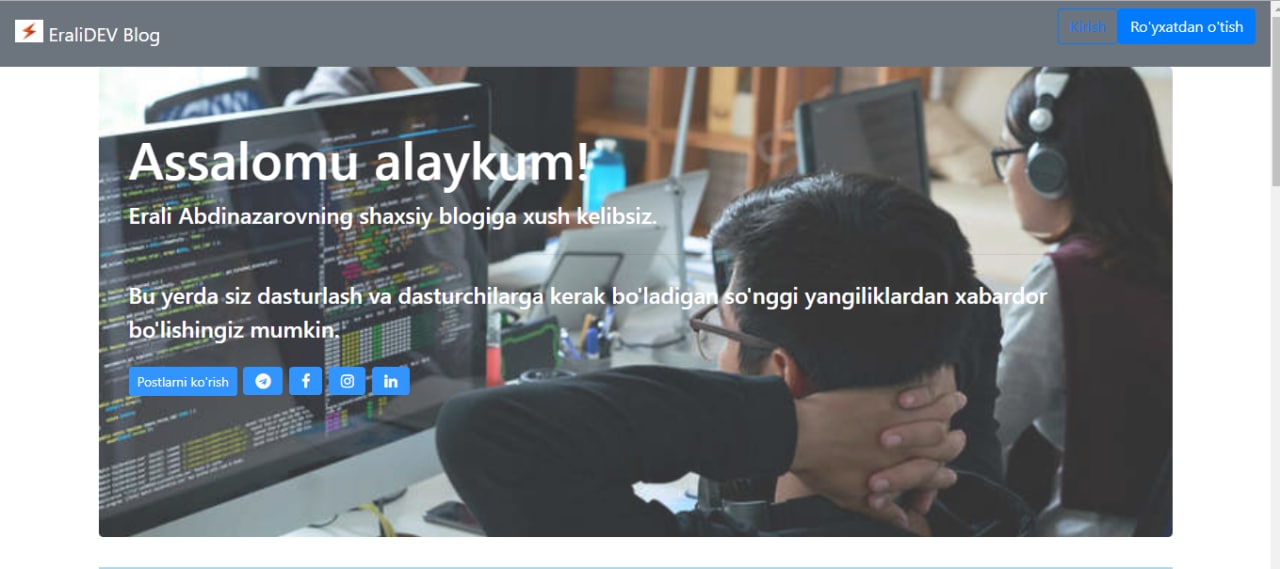 EraliDEV Blog
Kirish
Ro'yxatdan o'tish
Assalomu alaykum!
Erali Abdinazarovning shaxsiy blogiga xush kelibsiz.
Bu yerda siz dasturlash va dasturchilarga kerak bo'ladigan so'nggi yangiliklardan xabardor
bo'lishingiz mumkin.
Postlarni ko'rish